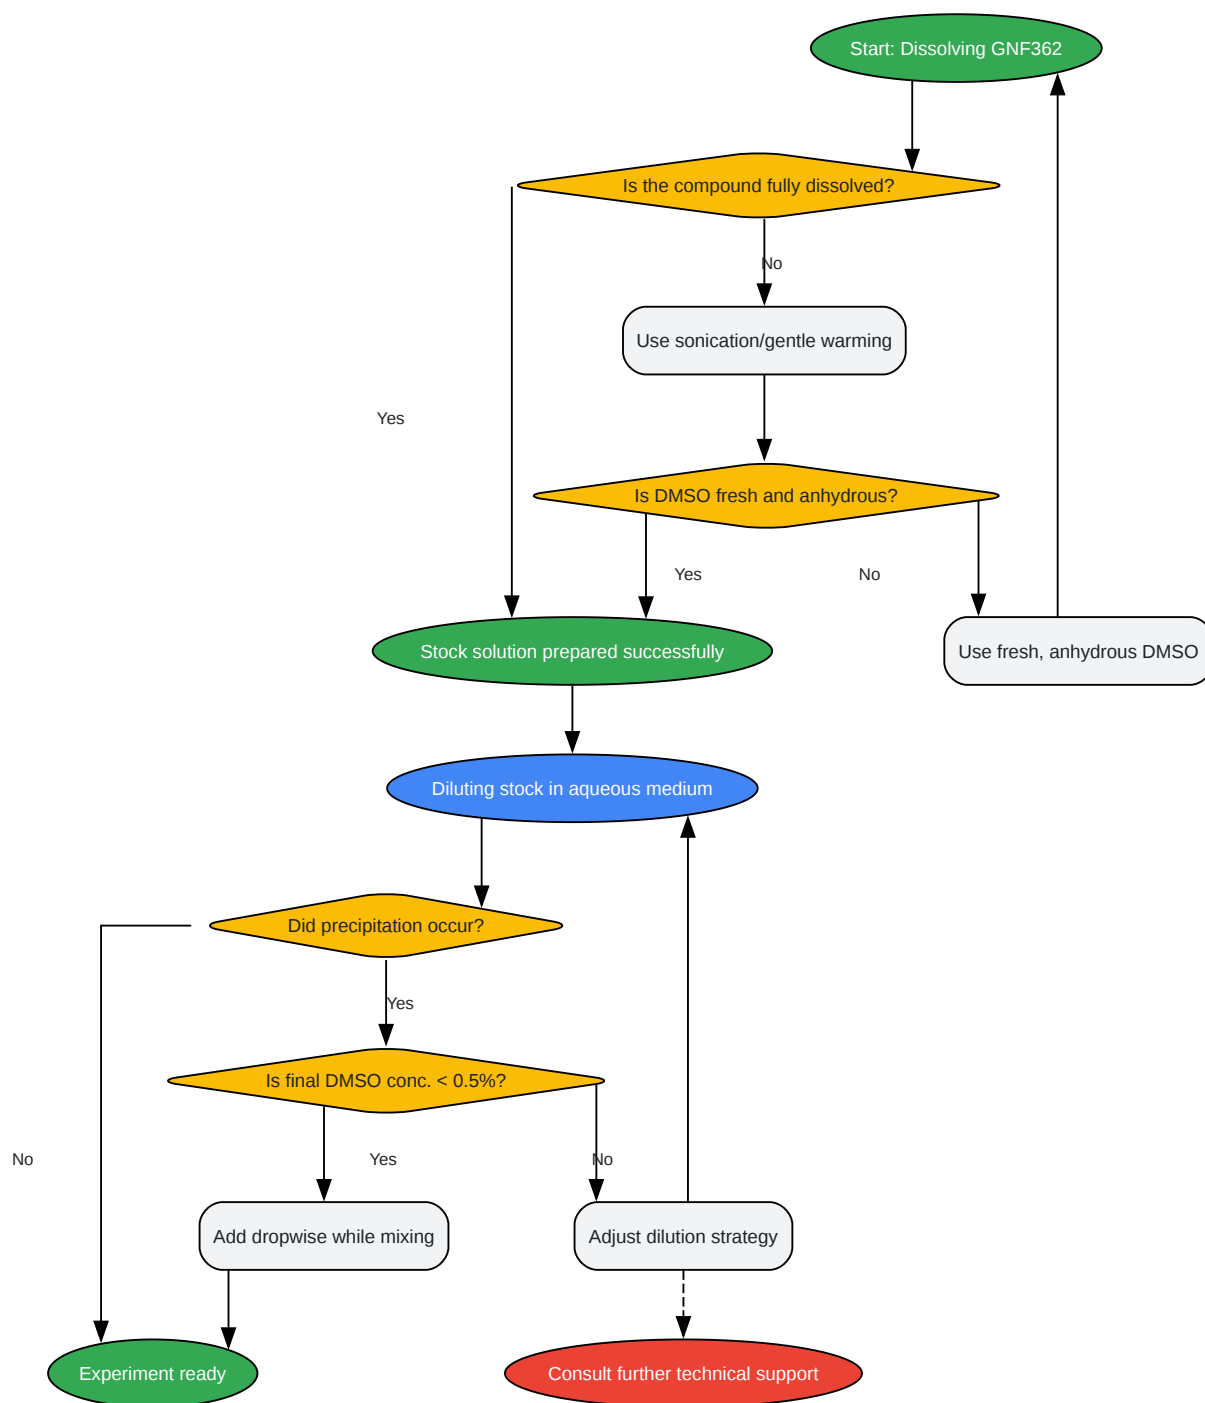 Start: Dissolving GNF362
Is the compound fully dissolved?
No
Use sonication/gentle warming
Yes
Is DMSO fresh and anhydrous?
Yes
No
Stock solution prepared successfully
Use fresh, anhydrous DMSO
Diluting stock in aqueous medium
Did precipitation occur?
Yes
Is final DMSO conc. < 0.5%?
No
Yes
No
Add dropwise while mixing
Adjust dilution strategy
Experiment ready
Consult further technical support